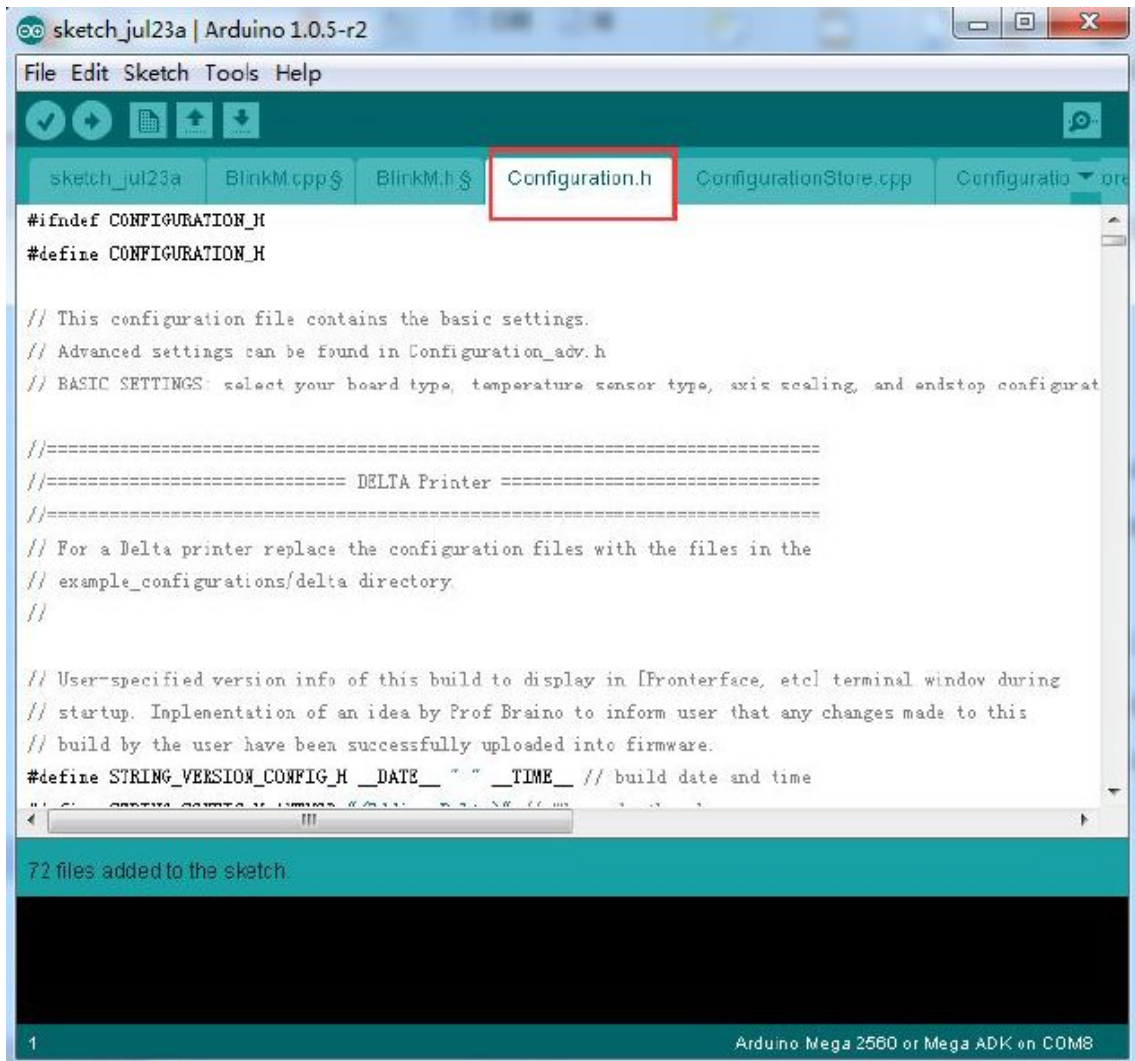 sketch_jul23a | Arduino 1.0.5-r2
File Edit Sketch Tools Help
sketch_jul23a BlinkM.cpp§ BlinkM.h§ Configuration.h ConfigurationStore.cpp Configuratio ore
#ifndef CONFIGURATION_H
#define CONFIGURATION_H
// This configuration file contains the basic settings.
// Advanced settings can be found in Configuration_adv.h
// BASIC SETTINGS: select your board type, temperature sensor type, axis scaling, and endstop configurat
//===========================================================================
//============================= DELTA Printer ===============================
//===========================================================================
// For a Delta printer replace the configuration files with the files in the
// example_configurations/delta directory.
//
// User-specified version info of this build to display in [Pronterface, etc] terminal window during
// startup. Implementation of an idea by Prof Braino to inform user that any changes made to this
// build by the user have been successfully uploaded into firmware.
#define STRING_VERSION_CONFIG_H __DATE__ " " __TIME__ // build date and time
72 files added to the sketch.
1
Arduino Mega 2560 or Mega ADK on COM8